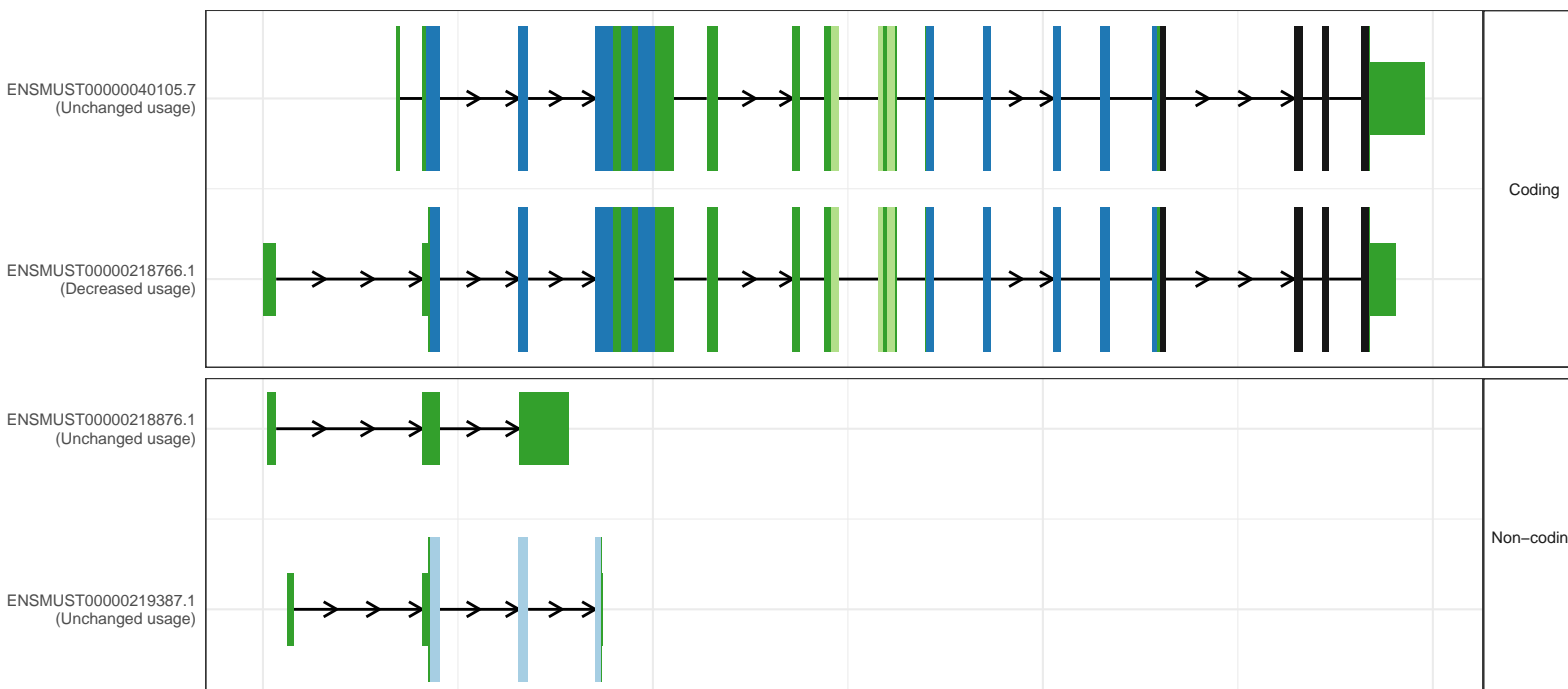 ENSMUST00000040105.7
(Unchanged usage)
Coding
ENSMUST00000218766.1
(Decreased usage)
ENSMUST00000218876.1
(Unchanged usage)
Non−codin
ENSMUST00000219387.1
(Unchanged usage)